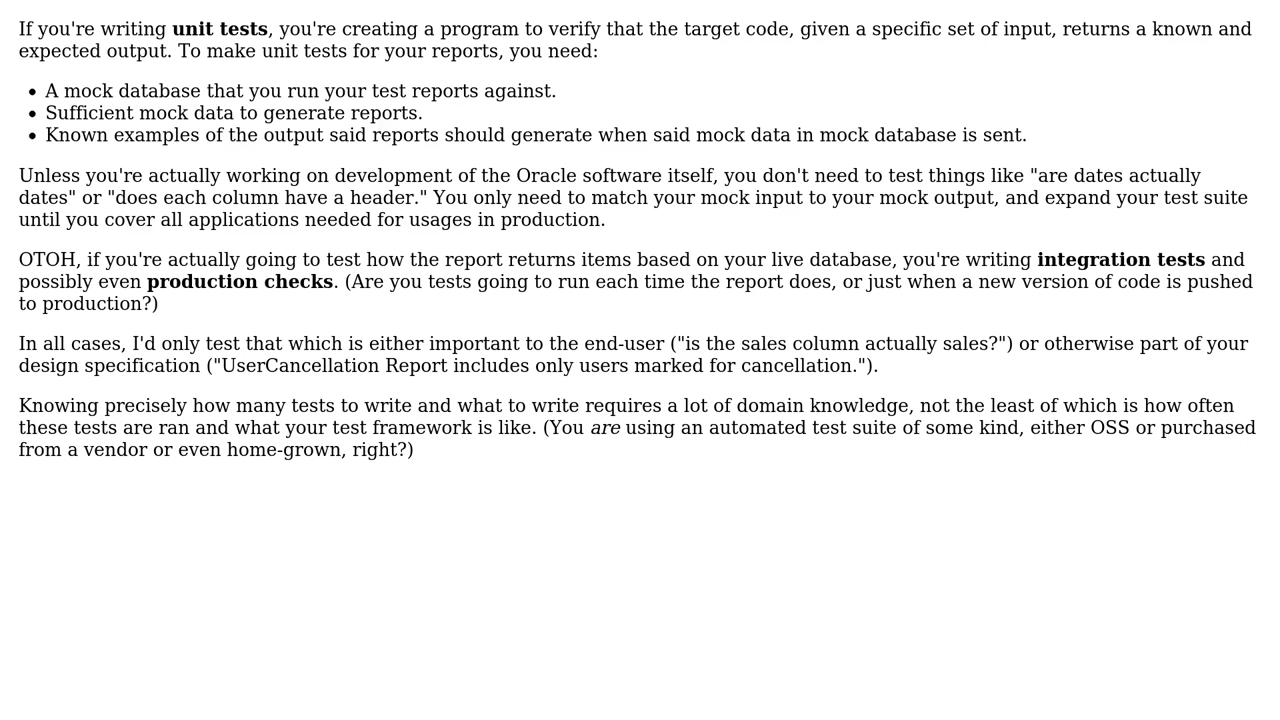 If you're writing unit tests, you're creating a program to verify that the target code, given a specific set of input, returns a known and
expected output. To make unit tests for your reports, you need:
• A mock database that you run your test reports against.
• Sufficient mock data to generate reports.
• Known examples of the output said reports should generate when said mock data in mock database is sent.
Unless you're actually working on development of the Oracle software itself, you don't need to test things like "are dates actually
dates" or "does each column have a header." You only need to match your mock input to your mock output, and expand your test suite
until you cover all applications needed for usages in production.
OTOH, if you're actually going to test how the report returns items based on your live database, you're writing integration tests and
possibly even production checks. (Are you tests going to run each time the report does, or just when a new version of code is pushed
to production?)
In all cases, I'd only test that which is either important to the end-user ("is the sales column actually sales?") or otherwise part of your
design specification ("UserCancellation Report includes only users marked for cancellation.").
Knowing precisely how many tests to write and what to write requires a lot of domain knowledge, not the least of which is how often
these tests are ran and what your test framework is like. (You are using an automated test suite of some kind, either OSS or purchased
from a vendor or even home-grown, right?)